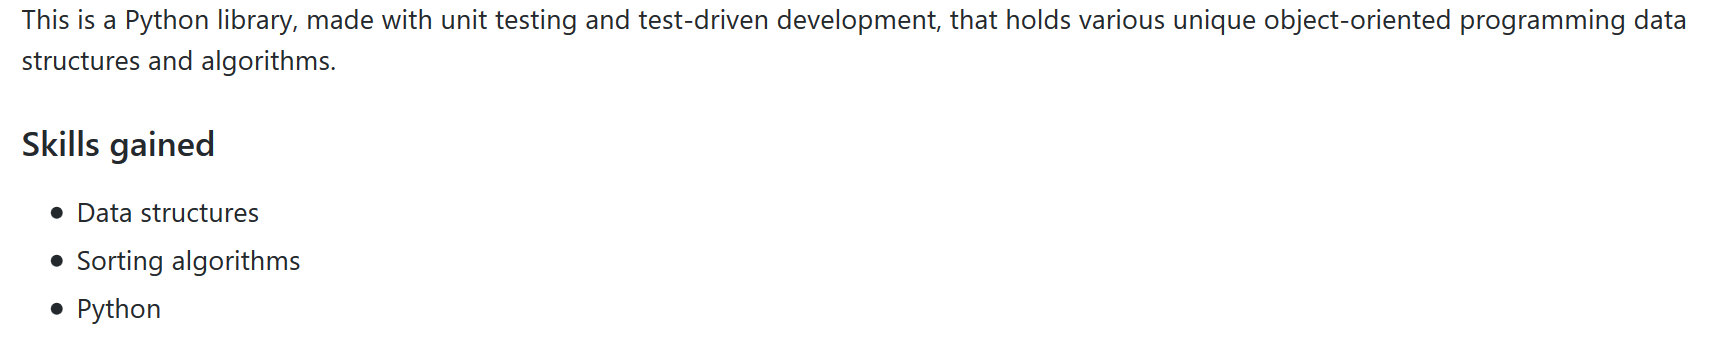 This is a Python library, made with unit testing and test-driven development, that holds various unique object-oriented programming data
structures and algorithms.
Skills gained
Data structures
Sorting algorithms
Python